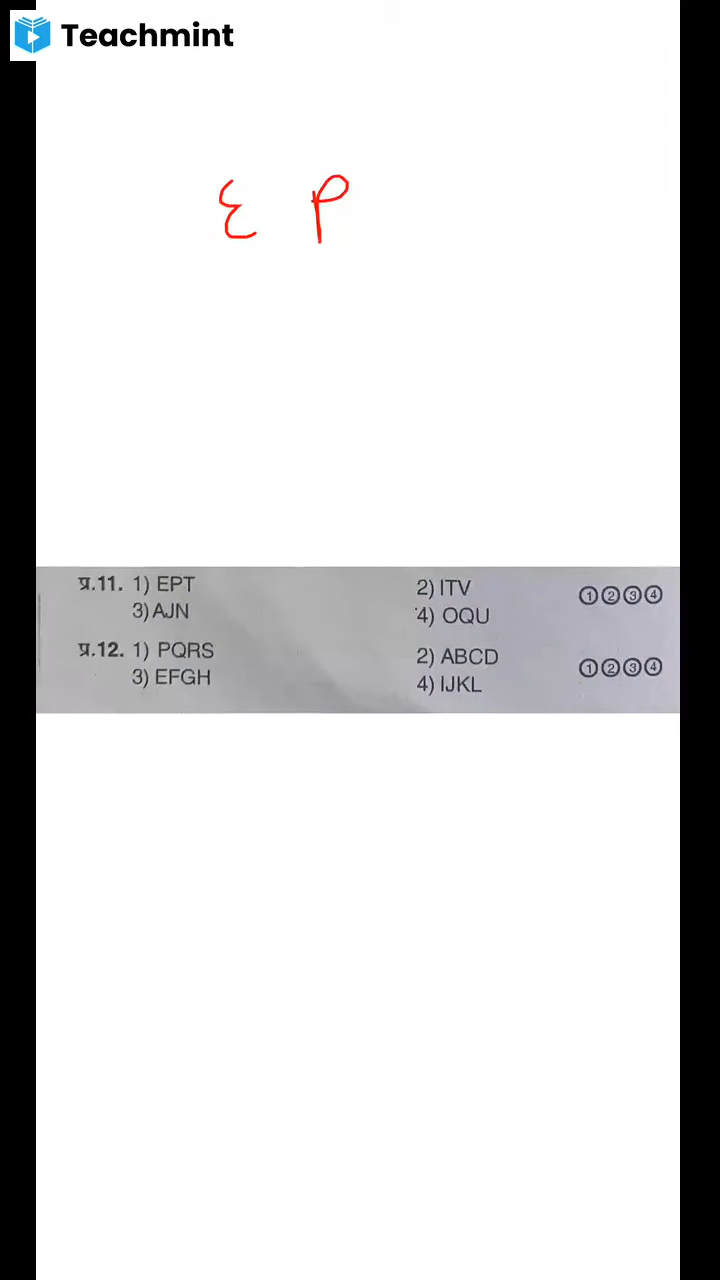 Teachmint
E P
प्र.11. 1) EPT 2) ITV ①②③④
3) AJN 4) OQU
प्र.12. 1) PQRS 2) ABCD ①②③④
3) EFGH 4) IJKL